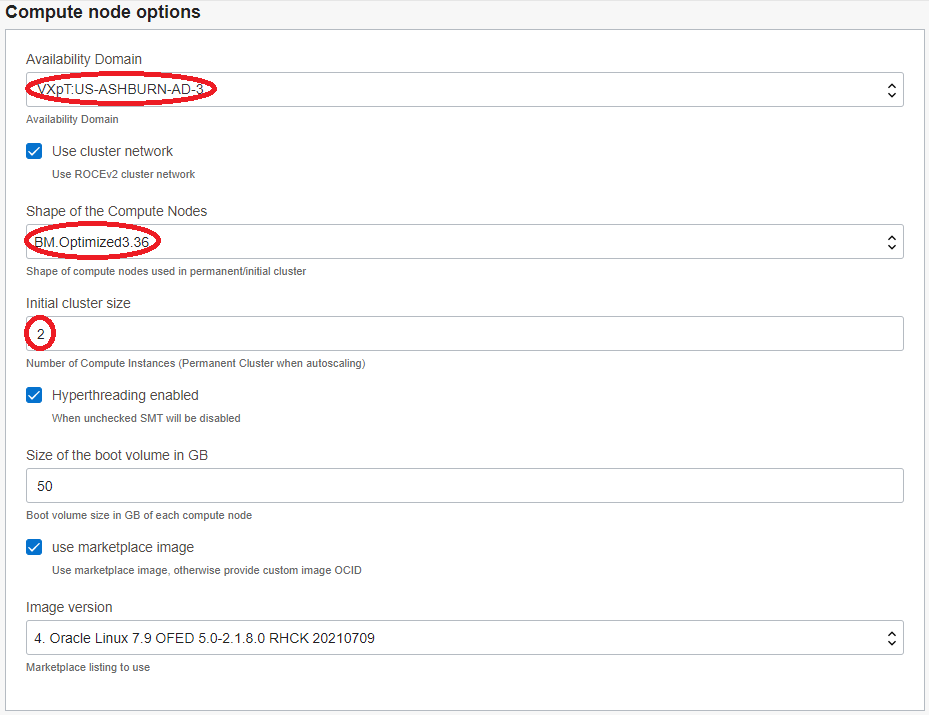 Compute node options
Availability Domain
VXpT:US-ASHBURN-AD-3
Availability Domain
Use cluster network
Use ROCEv2 cluster network
Shape of the Compute Nodes
BM.Optimized3.36
Shape of compute nodes used in permanent/initial cluster
Initial cluster size
2
Number of Compute Instances (Permanent Cluster when autoscaling)
Hyperthreading enabled
When unchecked SMT will be disabled
Size of the boot volume in GB
50
Boot volume size in GB of each compute node
use marketplace image
Use marketplace image, otherwise provide custom image OCID
Image version
4. Oracle Linux 7.9 OFED 5.0-2.1.8.0 RHCK 20210709
Marketplace listing to use